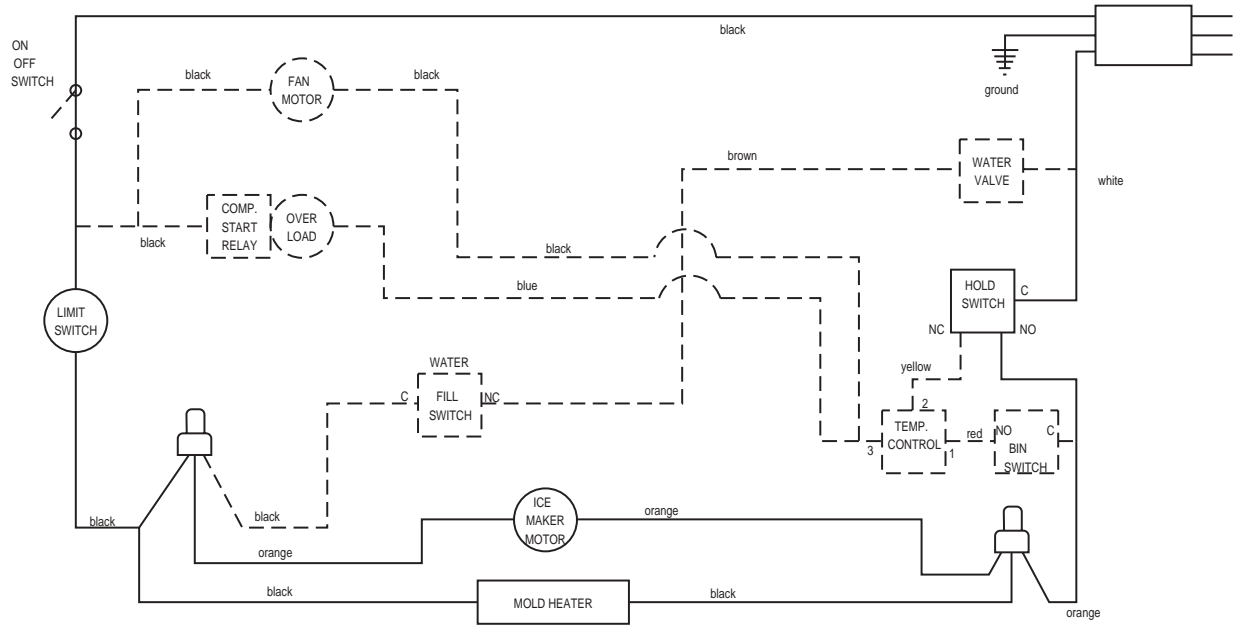 black
ON
OFF
SWITCH
ground
black
FAN
MOTOR
black
brown
WATER
VALVE
white
COMP.
START
RELAY
OVER
LOAD
black
black
blue
HOLD
SWITCH
C
NC
NO
LIMIT
SWITCH
WATER
C
FILL
SWITCH
NC
yellow
2
TEMP.
CONTROL
3
1
red
NO
C
BIN
SWITCH
black
black
orange
ICE
MAKER
MOTOR
orange
black
MOLD HEATER
black
orange